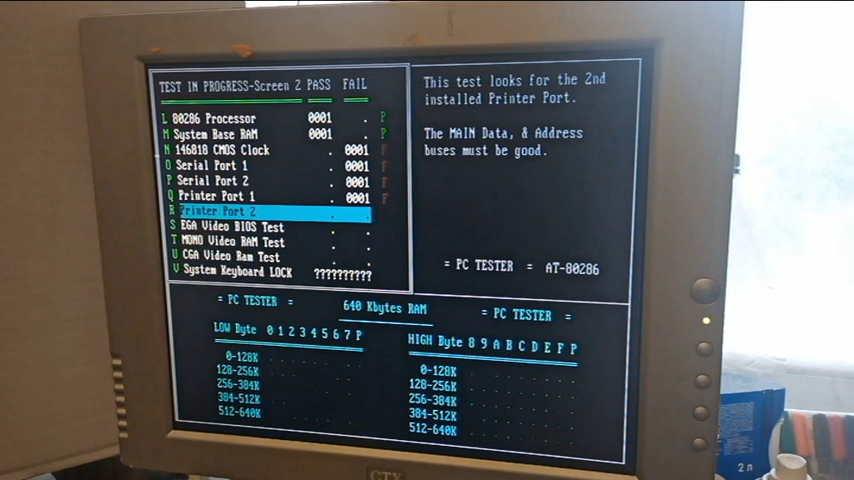 TEST IN PROGRESS-Screen 2 PASS FAIL
L 80286 Processor 0001 . P
M System Base RAM 0001 . P
N 146818 CMOS Clock . 0001 F
O Serial Port 1 . 0001 F
P Serial Port 2 . 0001 F
Q Printer Port 1 . 0001 F
R Printer Port 2 . .
S EGA Video BIOS Test . .
T MONO Video RAM Test . .
U CGA Video Ram Test . .
V System Keyboard LOCK ??????????
This test looks for the 2nd
installed Printer Port.
The MAIN Data, & Address
buses must be good.
= PC TESTER = AT-80286
= PC TESTER = 640 Kbytes RAM = PC TESTER =
LOW Byte 0 1 2 3 4 5 6 7 P
0-128K
128-256K
256-384K
384-512K
512-640K
HIGH Byte 8 9 A B C D E F P
0-128K
128-256K
256-384K
384-512K
512-640K
CTX
2 л